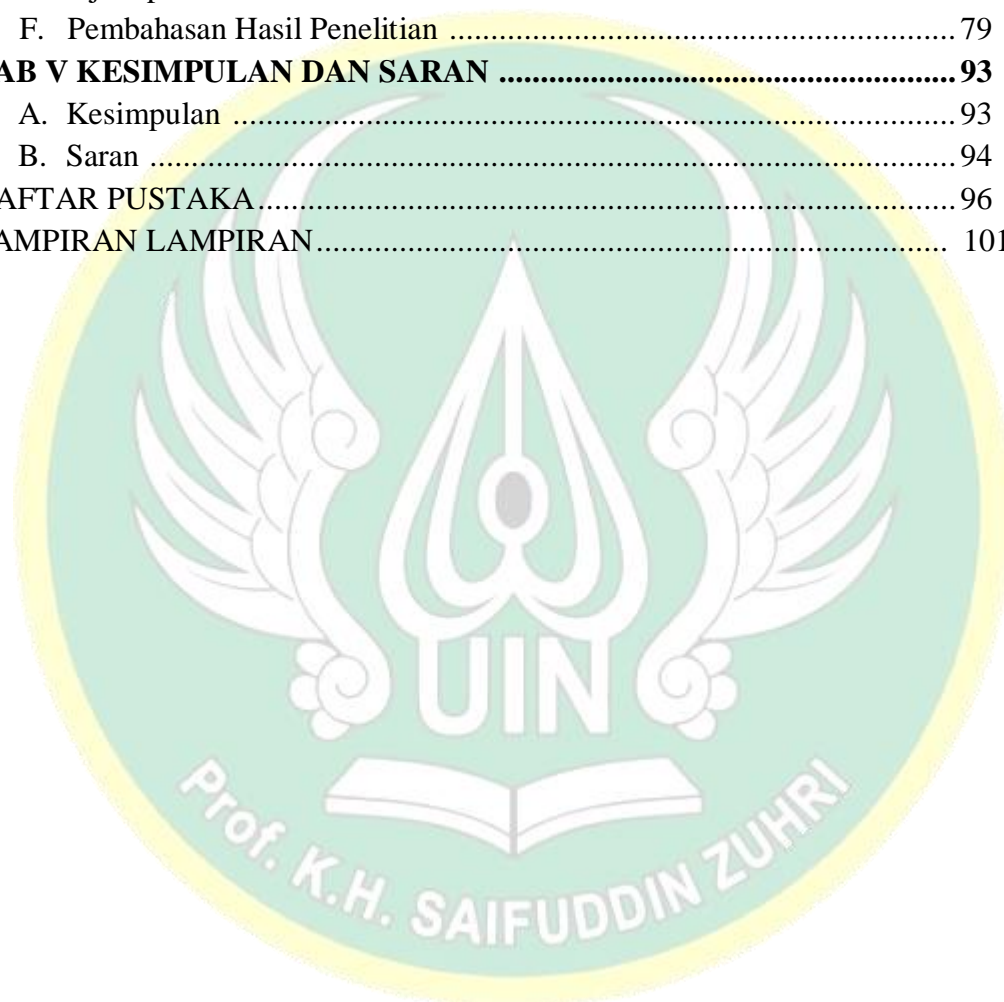 F. Pembahasan Hasil Penelitian ........................................................................ 79
AB V KESIMPULAN DAN SARAN ................................................................. 93
A. Kesimpulan ...................................................................................................... 93
B. Saran .................................................................................................................. 94
AFTAR PUSTAKA .................................................................................................. 96
AMPIRAN LAMPIRAN ......................................................................................... 101
UIN
Prof. K.H. SAIFUDDIN ZUHRI